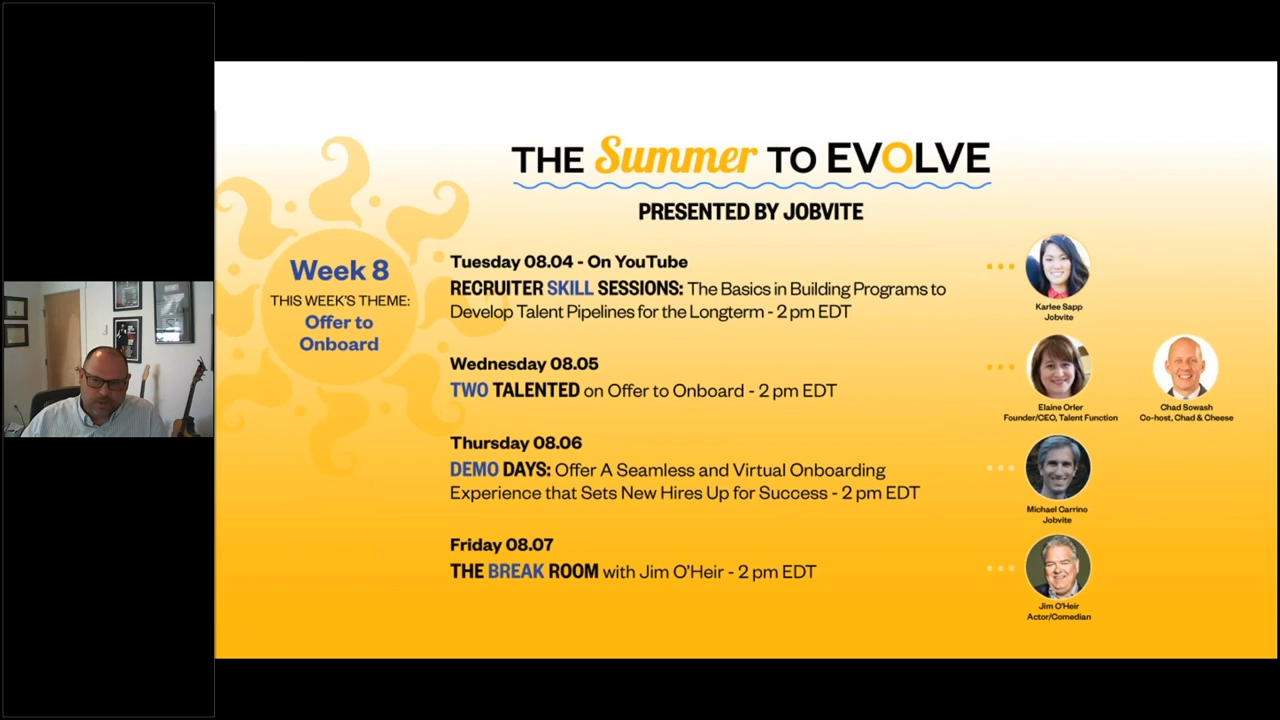 THE Summer TO EVOLVE
PRESENTED BY JOBVITE
Week 8
THIS WEEK'S THEME:
Offer to
Onboard
Tuesday 08.04 - On YouTube
RECRUITER SKILL SESSIONS: The Basics in Building Programs to
Develop Talent Pipelines for the Longterm - 2 pm EDT
Karlee Sapp
Jobvite
Wednesday 08.05
TWO TALENTED on Offer to Onboard - 2 pm EDT
Elaine Orler
Founder/CEO, Talent Function
Chad Sowash
Co-host, Chad & Cheese
Thursday 08.06
DEMO DAYS: Offer A Seamless and Virtual Onboarding
Experience that Sets New Hires Up for Success - 2 pm EDT
Michael Carrino
Jobvite
Friday 08.07
THE BREAK ROOM with Jim O'Heir - 2 pm EDT
Jim O'Heir
Actor/Comedian